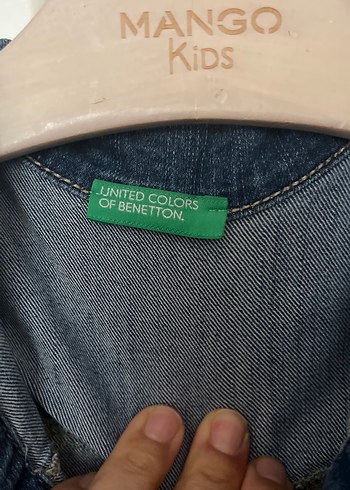 MANGO
KiDS
UNITED COLORS
OF BENETTON.